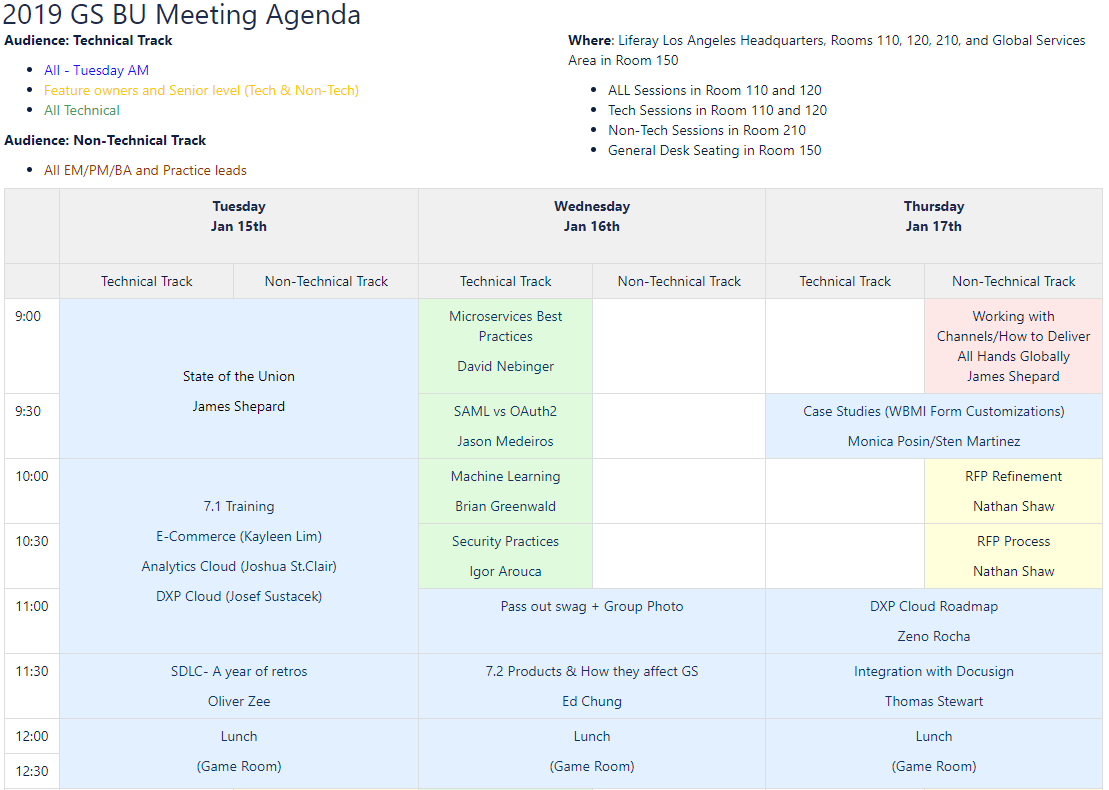 2019 GS BU Meeting Agenda
Audience: Technical Track
All - Tuesday AM
Feature owners and Senior level (Tech & Non-Tech)
All Technical
Audience: Non-Technical Track
All EM/PM/BA and Practice leads
Where: Liferay Los Angeles Headquarters, Rooms 110, 120, 210, and Global Services
Area in Room 150
ALL Sessions in Room 110 and 120
Tech Sessions in Room 110 and 120
Non-Tech Sessions in Room 210
General Desk Seating in Room 150
Tuesday
Jan 15th
Wednesday
Jan 16th
Thursday
Jan 17th
Technical Track
Non-Technical Track
Technical Track
Non-Technical Track
Technical Track
Non-Technical Track
9:00
State of the Union
James Shepard
Microservices Best
Practices
David Nebinger
Working with
Channels/How to Deliver
All Hands Globally
James Shepard
9:30
SAML vs OAuth2
Jason Medeiros
Case Studies (WBMI Form Customizations)
Monica Posin/Sten Martinez
10:00
7.1 Training
E-Commerce (Kayleen Lim)
Analytics Cloud (Joshua St.Clair)
DXP Cloud (Josef Sustacek)
Machine Learning
Brian Greenwald
RFP Refinement
Nathan Shaw
10:30
Security Practices
Igor Arouca
RFP Process
Nathan Shaw
11:00
Pass out swag + Group Photo
DXP Cloud Roadmap
Zeno Rocha
11:30
SDLC- A year of retros
Oliver Zee
7.2 Products & How they affect GS
Ed Chung
Integration with Docusign
Thomas Stewart
12:00
Lunch
(Game Room)
Lunch
(Game Room)
Lunch
(Game Room)
12:30